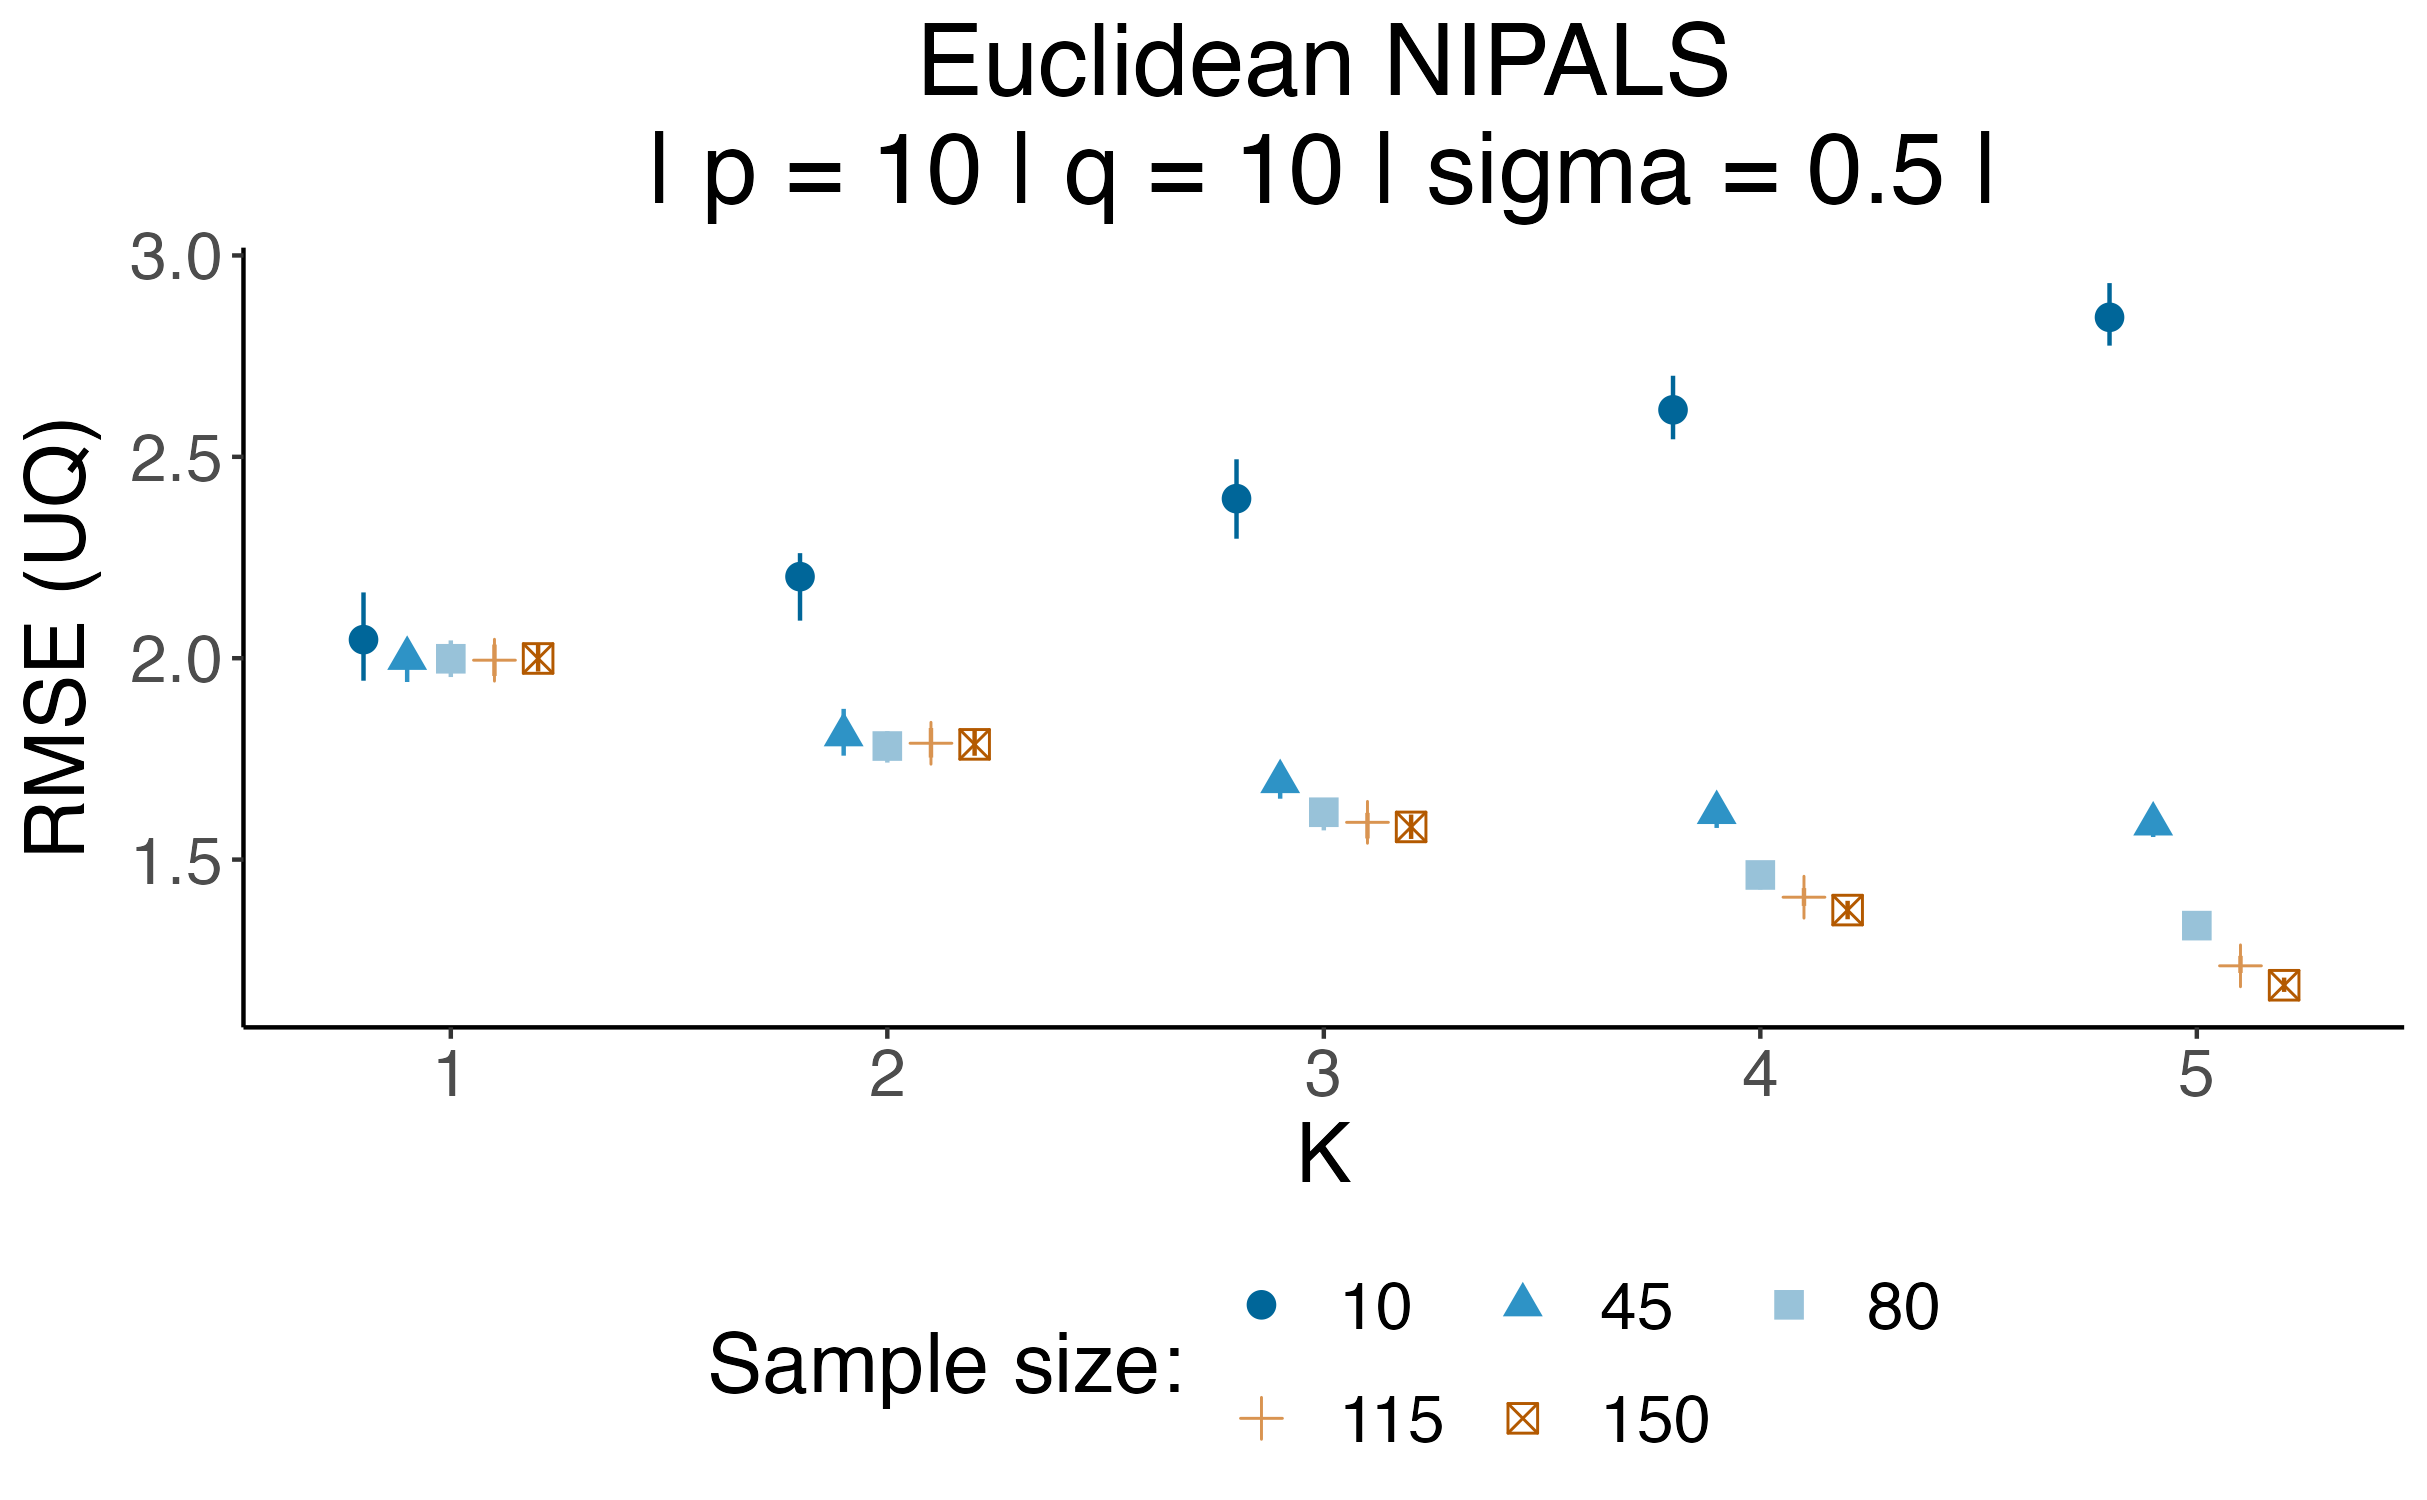 Euclidean NIPALS
| p = 10 | q = 10 | sigma = 0.5 |
RMSE (UQ)
3.0
2.5
2.0
1.5
1 2 3 4 5
K
Sample size:
10 45 80
115 150